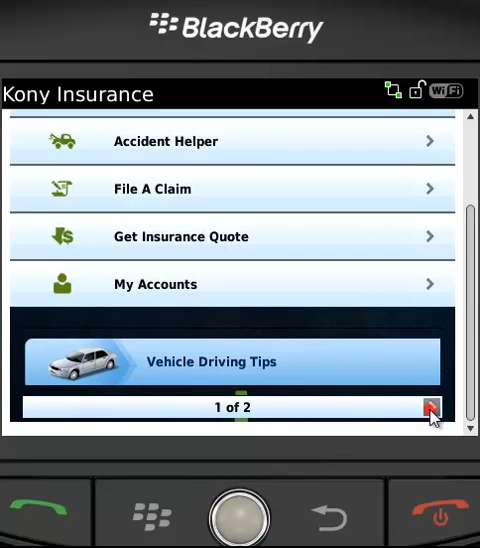 BlackBerry
Kony Insurance
WiFi
Accident Helper
File A Claim
Get Insurance Quote
My Accounts
Vehicle Driving Tips
1 of 2